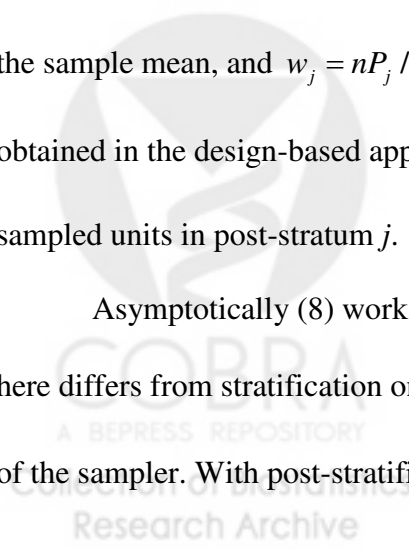 the sample mean, and w_j = nP_j /
obtained in the design-based app
sampled units in post-stratum j.
Asymptotically (8) work
here differs from stratification or
COBRA
A BEPRESS REPOSITORY
of the sampler. With post-stratifi
Collection of Biostatistics
Research Archive